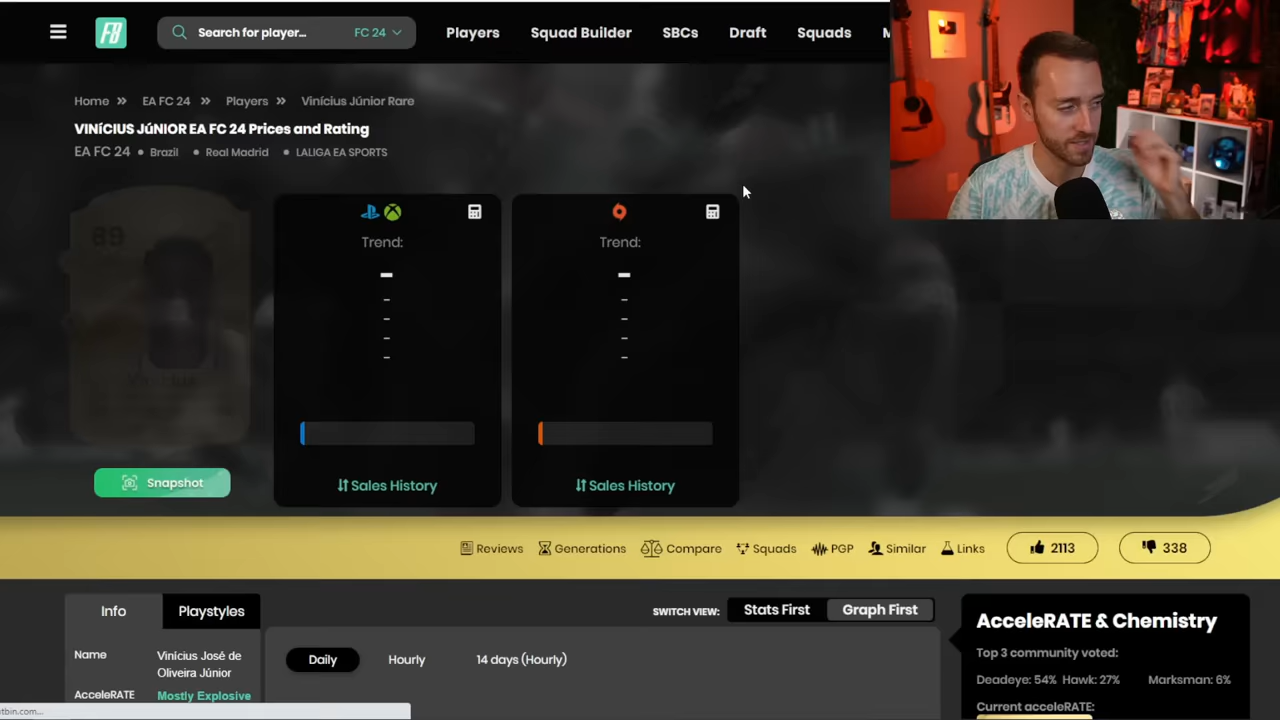 FB
Search for player...
FC 24
Players
Squad Builder
SBCs
Draft
Squads
M
Home » EA FC 24 » Players » Vinícius Júnior Rare
VINíCIUS JúNIOR EA FC 24 Prices and Rating
EA FC 24 • Brazil • Real Madrid • LALIGA EA SPORTS
89
Trend:
-
-
-
-
-
Sales History
Trend:
-
-
-
-
-
Sales History
Snapshot
Reviews
Generations
Compare
Squads
PGP
Similar
Links
2113
338
Info
Playstyles
Name
Vinícius José de
Oliveira Júnior
AcceleRATE
Mostly Explosive
SWITCH VIEW:
Stats First
Graph First
Daily
Hourly
14 days (Hourly)
AcceleRATE & Chemistry
Top 3 community voted:
Deadeye: 54% Hawk: 27% Marksman: 6%
Current acceleRATE:
tbin.com...